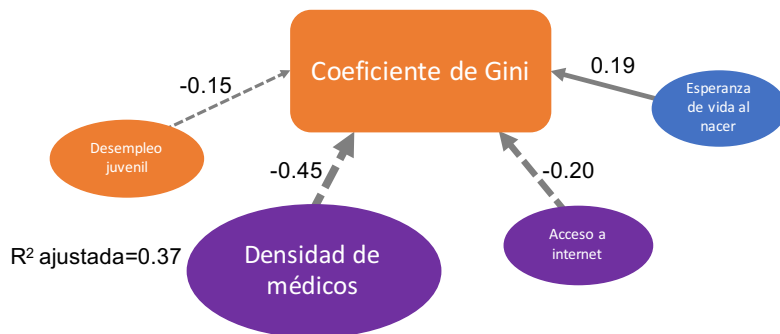 Coeficiente de Gini
-0.15
0.19
Esperanza
de vida al
nacer
Desempleo
juvenil
-0.45
-0.20
R² ajustada=0.37
Densidad de
médicos
Acceso a
internet